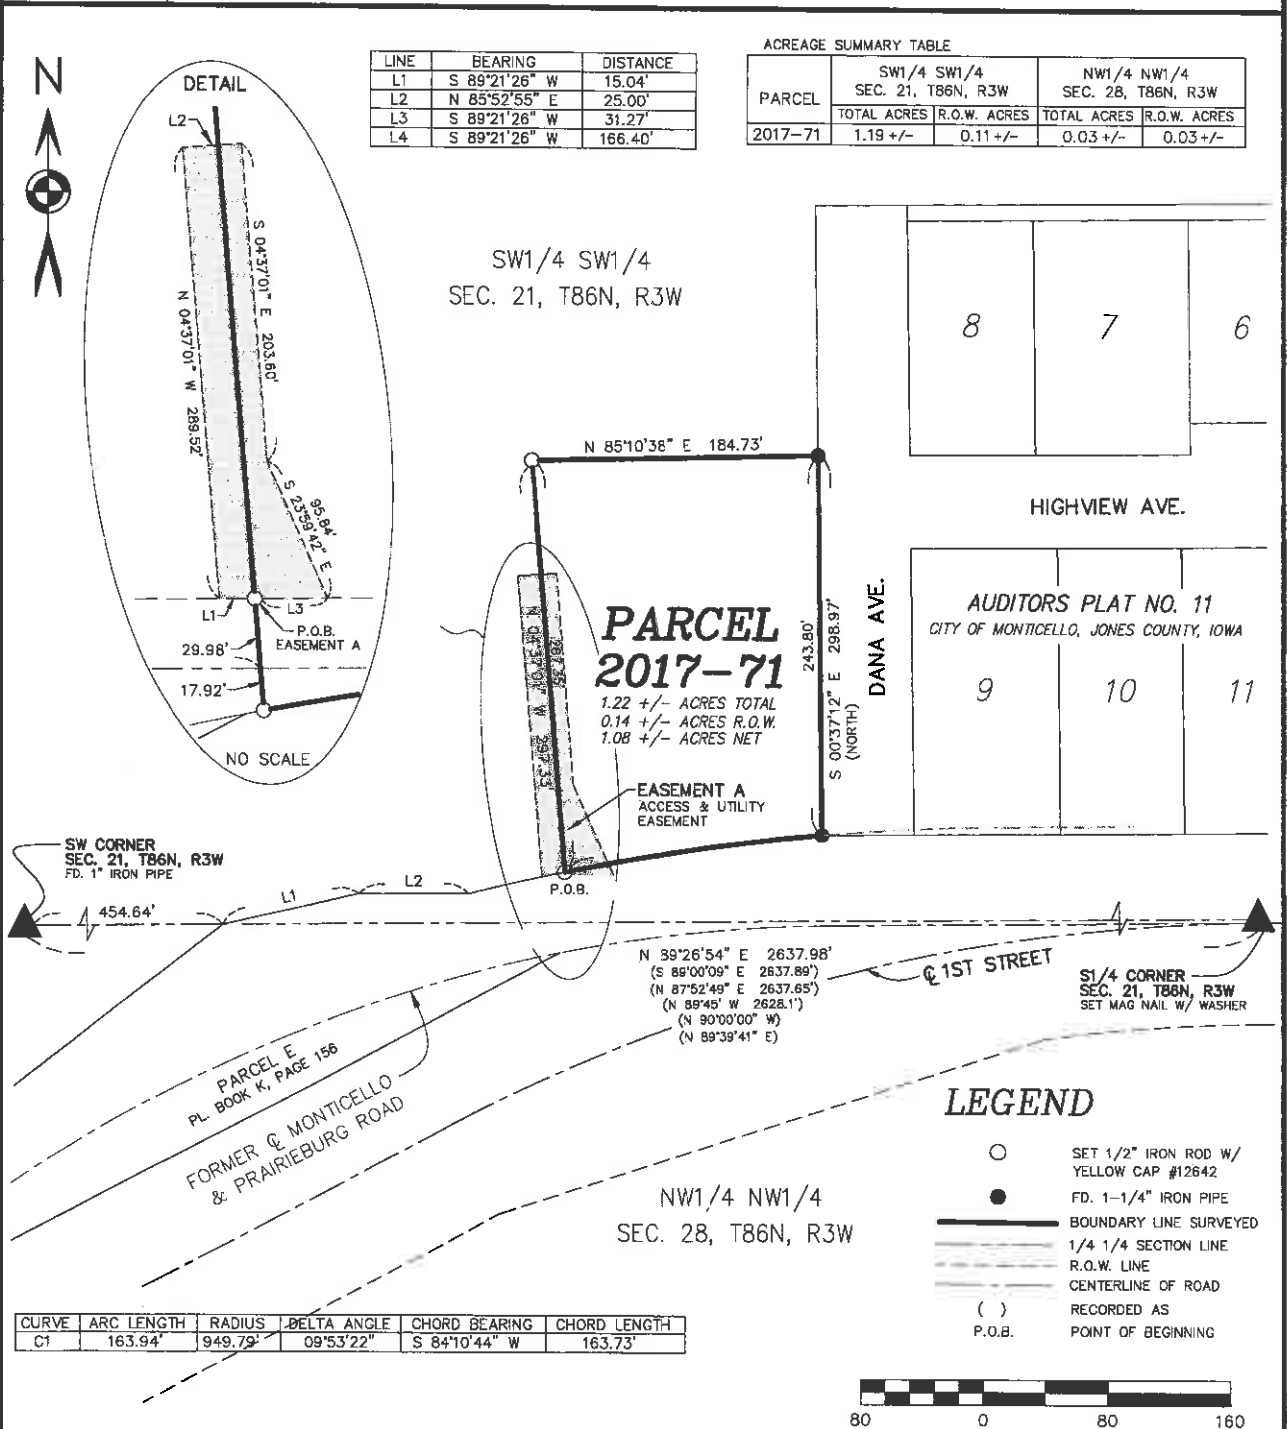 N
DETAIL
L2
S 04°37'01" E 203.60'
N 04°37'01" W 289.52'
95.84'
S 23°59'42" E
L1
L3
P.O.B.
EASEMENT A
29.98'
17.92'
NO SCALE
LINE BEARING DISTANCE
L1 S 89°21'26" W 15.04'
L2 N 85°52'55" E 25.00'
L3 S 89°21'26" W 31.27'
L4 S 89°21'26" W 166.40'
ACREAGE SUMMARY TABLE
PARCEL
SW1/4 SW1/4
SEC. 21, T86N, R3W
NW1/4 NW1/4
SEC. 28, T86N, R3W
TOTAL ACRES R.O.W. ACRES TOTAL ACRES R.O.W. ACRES
2017-71 1.19 +/- 0.11 +/- 0.03 +/- 0.03 +/-
SW1/4 SW1/4
SEC. 21, T86N, R3W
8
7
6
N 85°10'38" E 184.73'
HIGHVIEW AVE.
DANA AVE.
243.80'
S 00°37'12" E 298.97'
(NORTH)
AUDITORS PLAT NO. 11
CITY OF MONTICELLO, JONES COUNTY, IOWA
9
10
11
PARCEL
2017-71
1.22 +/- ACRES TOTAL
0.14 +/- ACRES R.O.W.
1.08 +/- ACRES NET
N 04°37'01" W 297.33'
EASEMENT A
ACCESS & UTILITY
EASEMENT
P.O.B.
SW CORNER
SEC. 21, T86N, R3W
FD. 1" IRON PIPE
454.64'
L1
L2
N 89°26'54" E 2637.98'
(S 89°00'09" E 2637.89')
(N 87°52'49" E 2637.65')
(N 89°45' W 2628.1')
(N 90°00'00" W)
(N 89°39'41" E)
℄ 1ST STREET
S1/4 CORNER
SEC. 21, T86N, R3W
SET MAG NAIL W/ WASHER
PARCEL E
PL. BOOK K, PAGE 156
FORMER ℄ MONTICELLO
& PRAIRIEBURG ROAD
NW1/4 NW1/4
SEC. 28, T86N, R3W
LEGEND
SET 1/2" IRON ROD W/
YELLOW CAP #12642
FD. 1-1/4" IRON PIPE
BOUNDARY LINE SURVEYED
1/4 1/4 SECTION LINE
R.O.W. LINE
CENTERLINE OF ROAD
( ) RECORDED AS
P.O.B. POINT OF BEGINNING
CURVE ARC LENGTH RADIUS DELTA ANGLE CHORD BEARING CHORD LENGTH
C1 163.94' 949.79' 09°53'22" S 84°10'44" W 163.73'
80 0 80 160